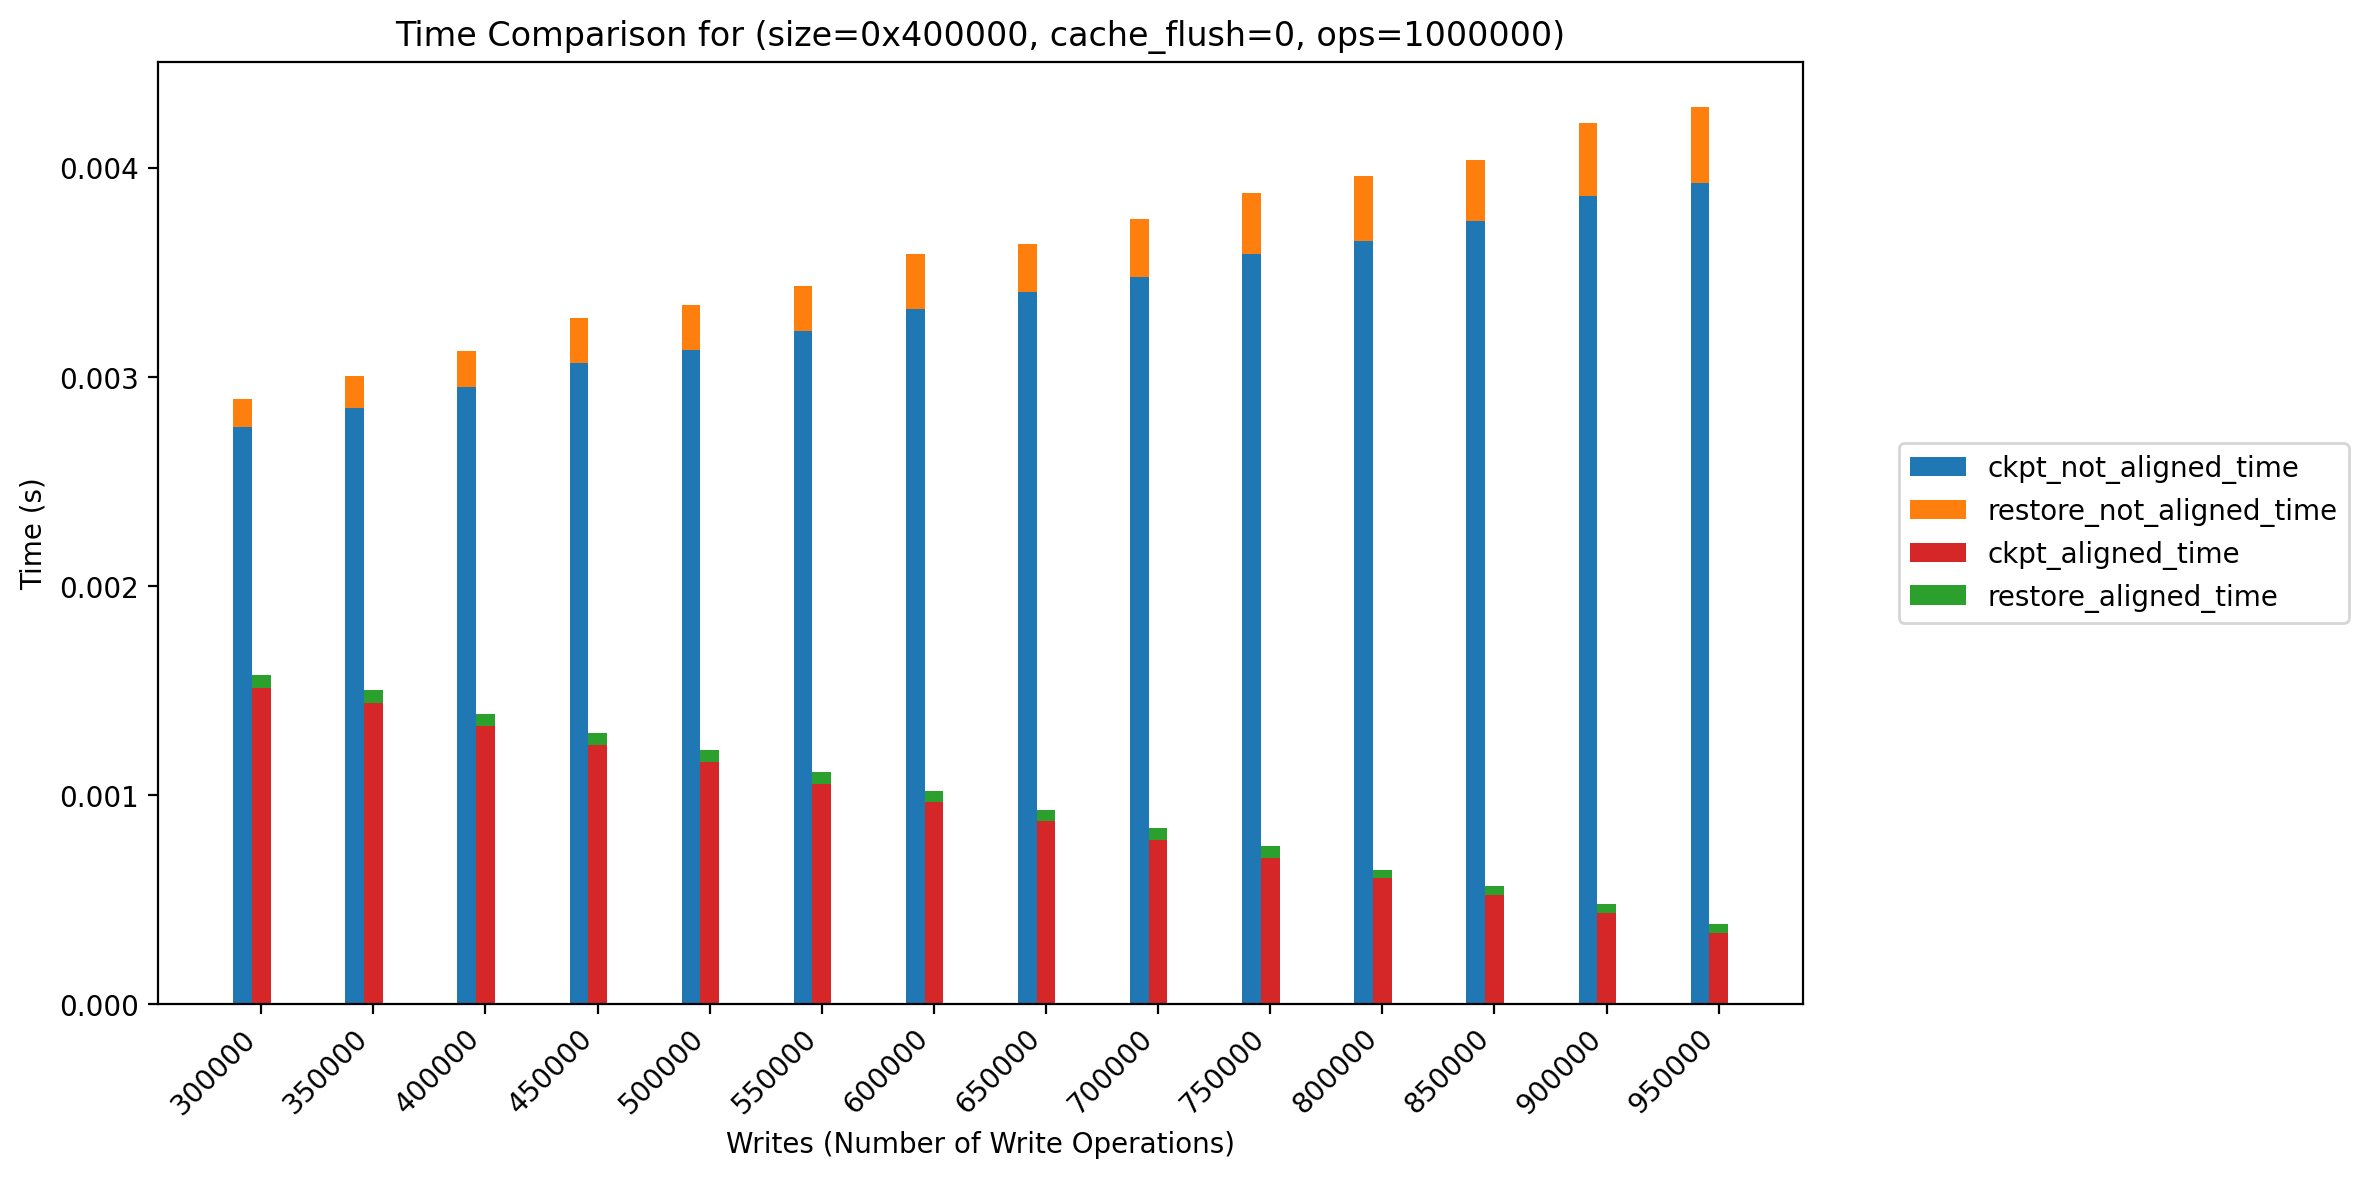 Time Comparison for (size=0x400000, cache_flush=0, ops=1000000)
Time (s)
0.004
0.003
0.002
0.001
0.000
300000
350000
400000
450000
500000
550000
600000
650000
700000
750000
800000
850000
900000
950000
Writes (Number of Write Operations)
ckpt_not_aligned_time
restore_not_aligned_time
ckpt_aligned_time
restore_aligned_time